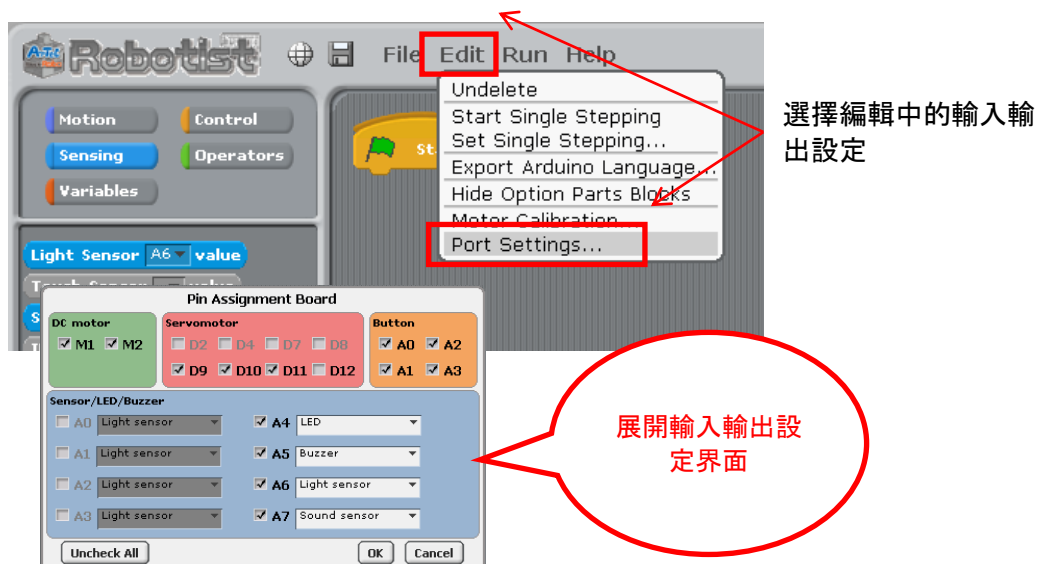 A-Tec Robotist File Edit Run Help
Undelete
Start Single Stepping
Set Single Stepping...
Export Arduino Language...
Hide Option Parts Blocks
Motor Calibration...
Port Settings...
選擇編輯中的輸入輸
出設定
Motion Control
Sensing Operators
Variables
St
Light Sensor A6 value
Touch Sensor value
S
T
Pin Assignment Board
DC motor Servomotor Button
M1 M2 D2 D4 D7 D8 A0 A2
D9 D10 D11 D12 A1 A3
Sensor/LED/Buzzer
A0 Light sensor A4 LED
A1 Light sensor A5 Buzzer
A2 Light sensor A6 Light sensor
A3 Light sensor A7 Sound sensor
Uncheck All OK Cancel
展開輸入輸出設
定界面